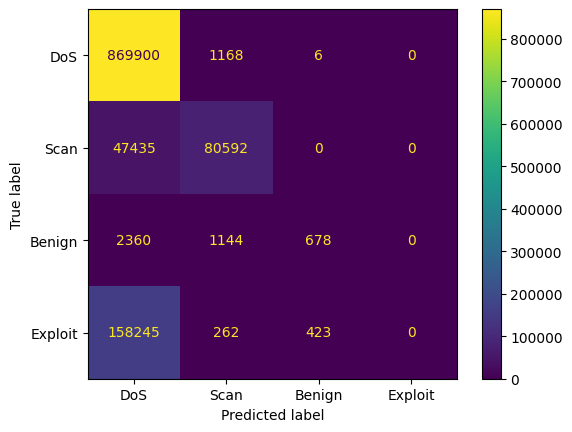 DoS 869900 1168 6 0
Scan 47435 80592 0 0
Benign 2360 1144 678 0
Exploit 158245 262 423 0
DoS Scan Benign Exploit
Predicted label
True label
800000
700000
600000
500000
400000
300000
200000
100000
0